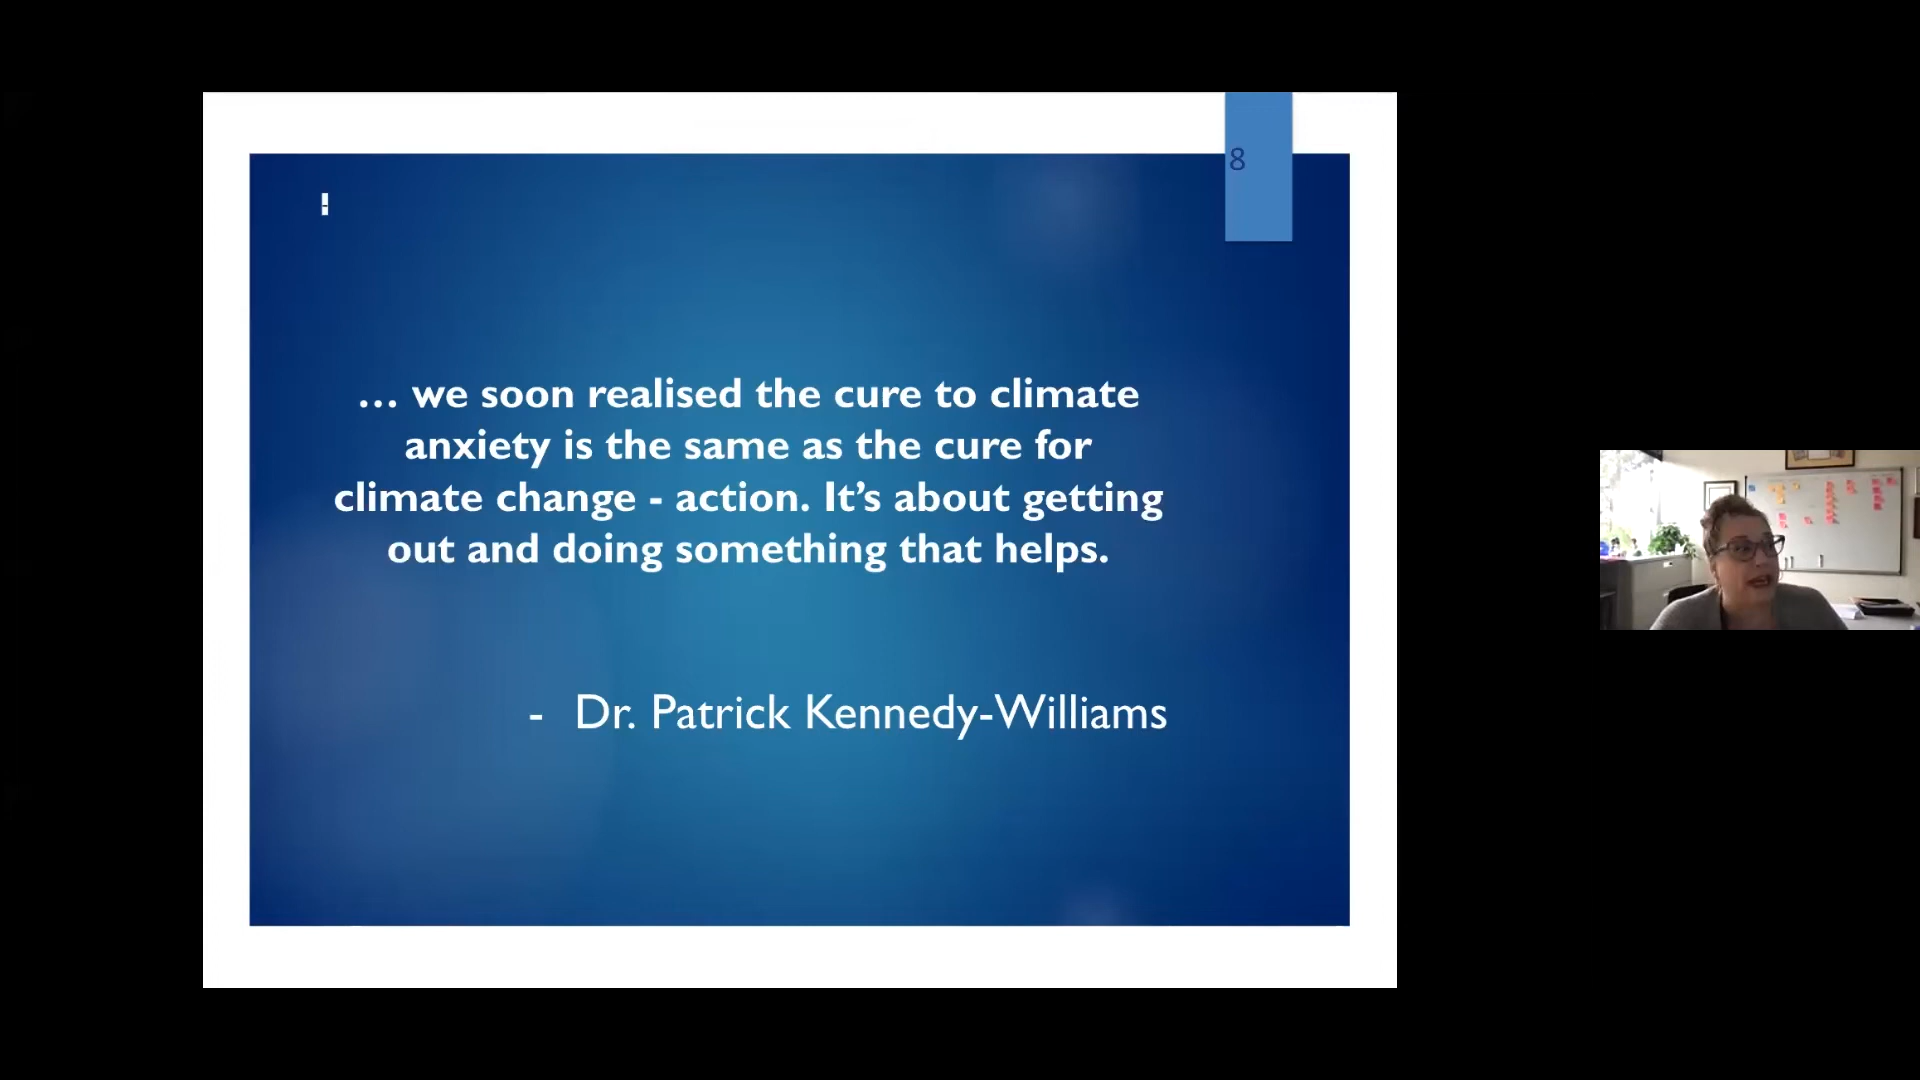 8
… we soon realised the cure to climate
anxiety is the same as the cure for
climate change - action. It’s about getting
out and doing something that helps.
- Dr. Patrick Kennedy-Williams